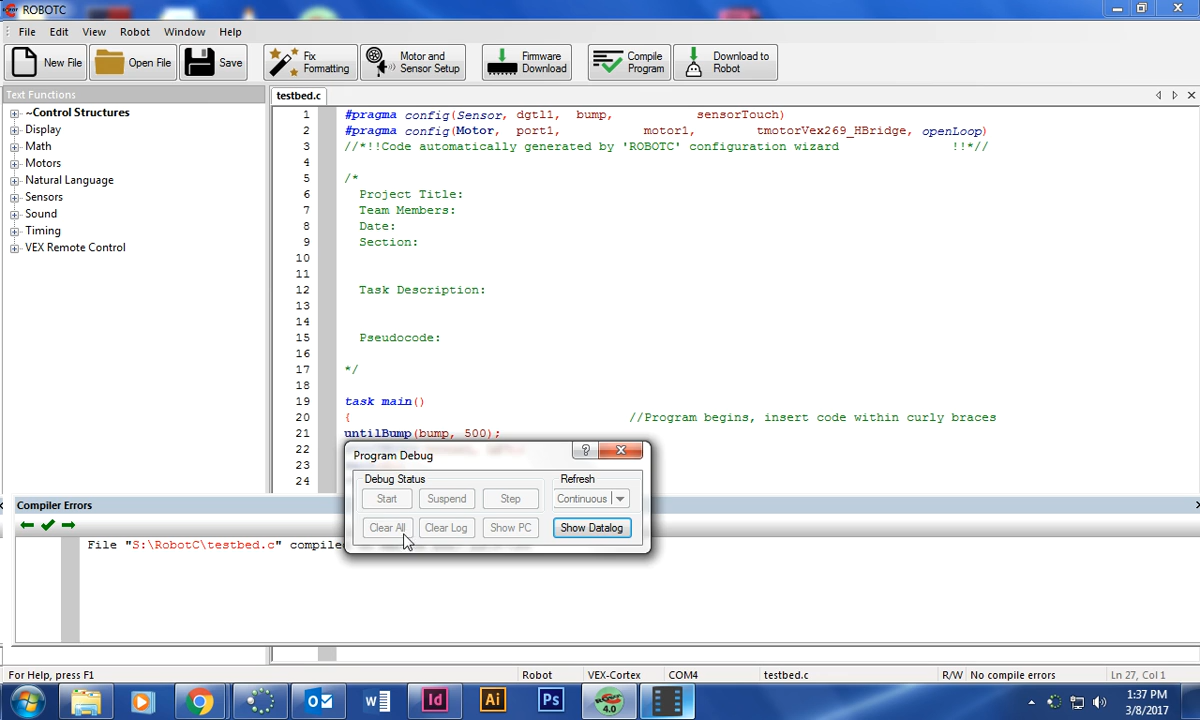 ROBOTC
File Edit View Robot Window Help
New File Open File Save Fix Formatting Motor and Sensor Setup Firmware Download Compile Program Download to Robot
Text Functions
~Control Structures
Display
Math
Motors
Natural Language
Sensors
Sound
Timing
VEX Remote Control
testbed.c
1 #pragma config(Sensor, dgtl1, bump, sensorTouch)
2 #pragma config(Motor, port1, motor1, tmotorVex269_HBridge, openLoop)
3 //*!!Code automatically generated by 'ROBOTC' configuration wizard !!*//
4
5 /*
6 Project Title:
7 Team Members:
8 Date:
9 Section:
10
11
12 Task Description:
13
14
15 Pseudocode:
16
17 */
18
19 task main()
20 { //Program begins, insert code within curly braces
21 untilBump(bump, 500);
22
23
24
Program Debug
Debug Status Refresh
Start Suspend Step Continuous
Clear All Clear Log Show PC Show Datalog
Compiler Errors
File "S:\RobotC\testbed.c" compile
For Help, press F1 Robot VEX-Cortex COM4 testbed.c R/W No compile errors Ln 27, Col 1
W Id Ai Ps 4.0
1:37 PM
3/8/2017